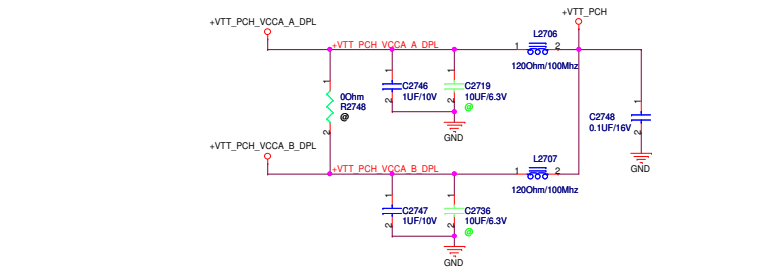 +VTT_PCH
+VTT_PCH_VCCA_A_DPL
L2706
+VTT_PCH_VCCA_A_DPL
1 2
120Ohm/100Mhz
1
0Ohm
R2748
@
2
1
C2746
1UF/10V
2
1
C2719
10UF/6.3V
2
@
GND
1
C2748
0.1UF/16V
2
GND
+VTT_PCH_VCCA_B_DPL
L2707
+VTT_PCH_VCCA_B_DPL
1 2
120Ohm/100Mhz
1
C2747
1UF/10V
2
1
C2736
10UF/6.3V
2
@
GND